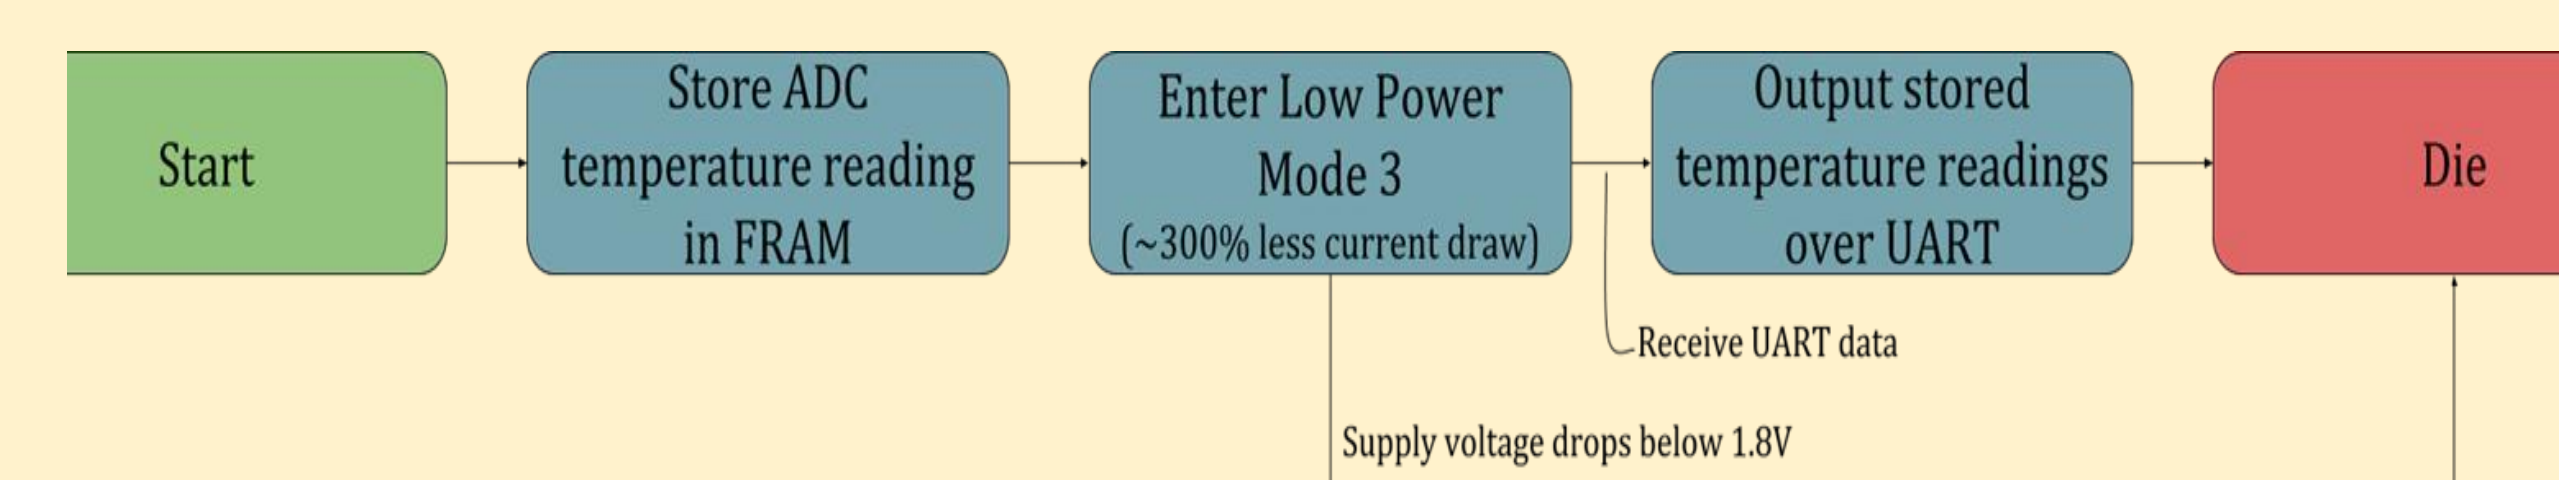 Start
Store ADC
temperature reading
in FRAM
Enter Low Power
Mode 3
(~300% less current draw)
Output stored
temperature readings
over UART
Die
Receive UART data
Supply voltage drops below 1.8V